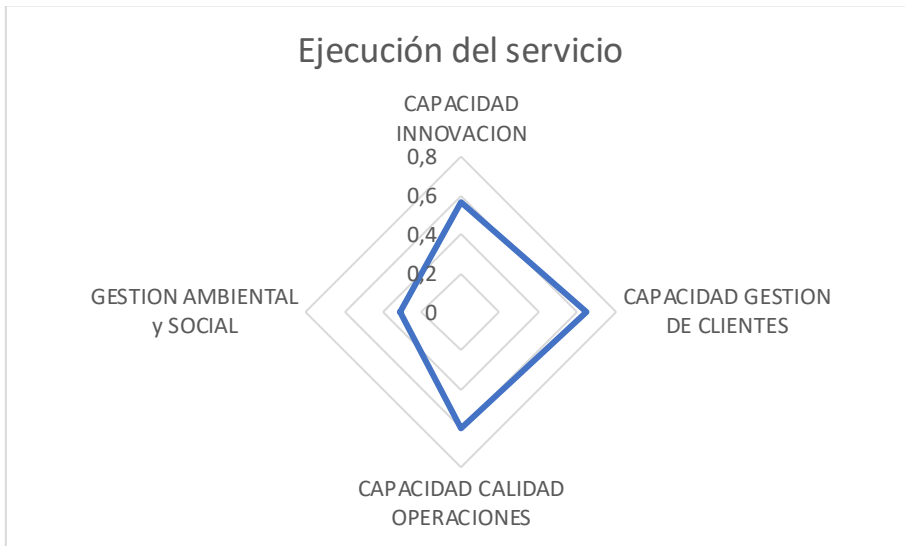 Ejecución del servicio
CAPACIDAD
INNOVACION
0,8
0,6
0,4
0,2
0
GESTION AMBIENTAL
y SOCIAL
CAPACIDAD GESTION
DE CLIENTES
CAPACIDAD CALIDAD
OPERACIONES